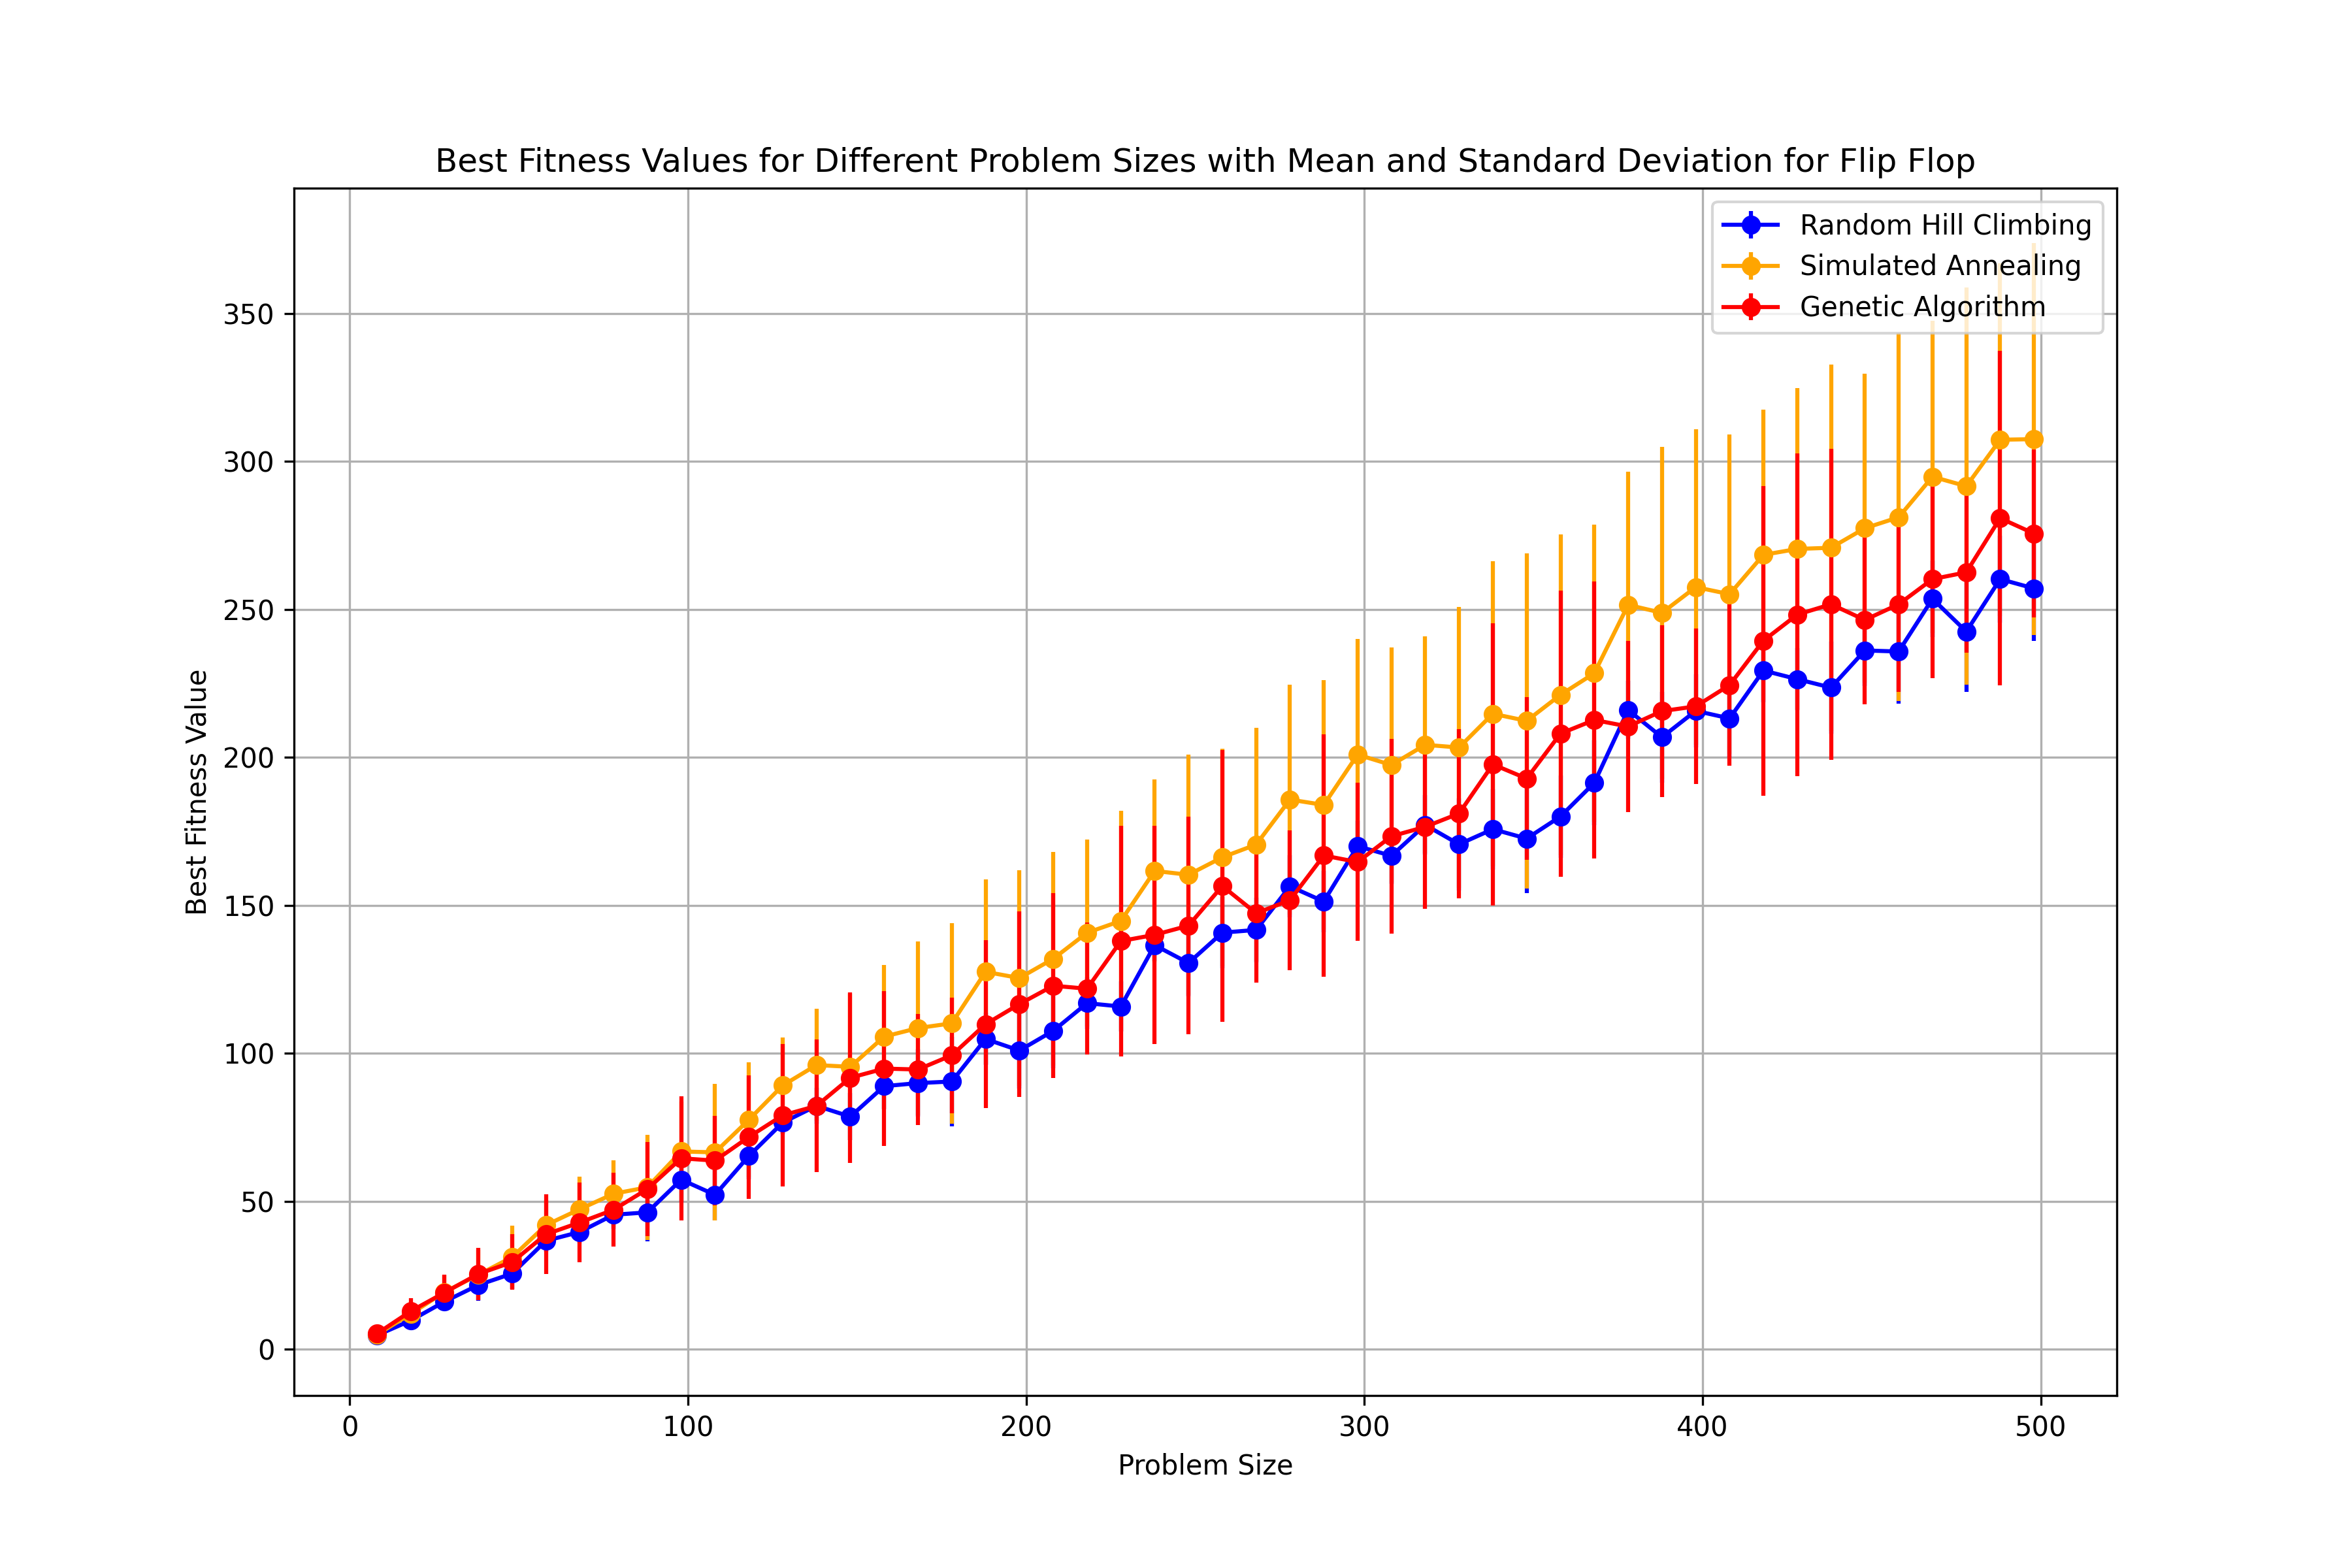 Best Fitness Values for Different Problem Sizes with Mean and Standard Deviation for Flip Flop
Random Hill Climbing
Simulated Annealing
Genetic Algorithm
350
300
250
200
150
100
50
0
Best Fitness Value
0 100 200 300 400 500
Problem Size